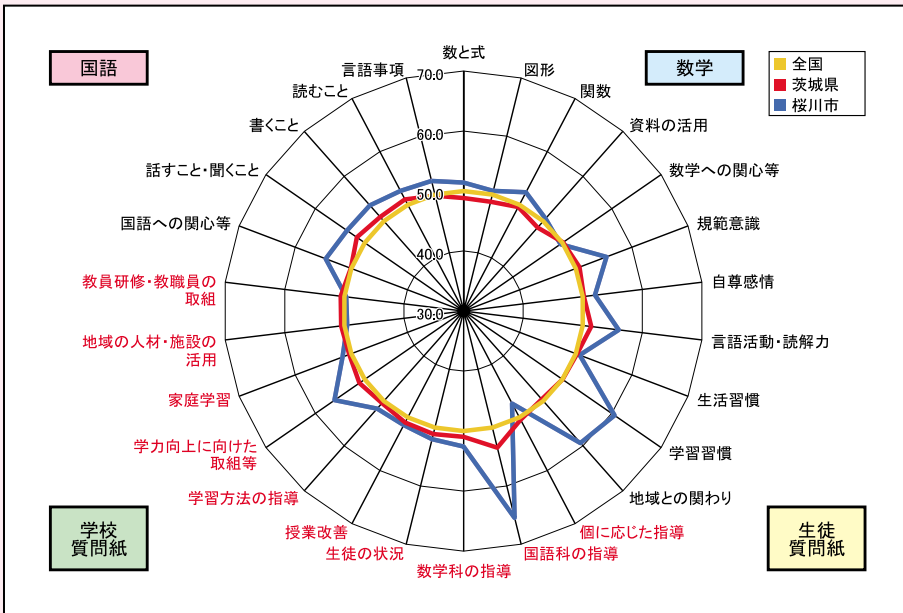 国語
数学
全国
茨城県
桜川市
70.0
60.0
50.0
40.0
30.0
数と式
図形
関数
資料の活用
数学への関心等
規範意識
自尊感情
言語活動・読解力
生活習慣
学習習慣
地域との関わり
個に応じた指導
国語科の指導
数学科の指導
生徒の状況
授業改善
学習方法の指導
学力向上に向けた
取組等
家庭学習
地域の人材・施設の
活用
教員研修・教職員の
取組
国語への関心等
話すこと・聞くこと
書くこと
読むこと
言語事項
学校
質問紙
生徒
質問紙